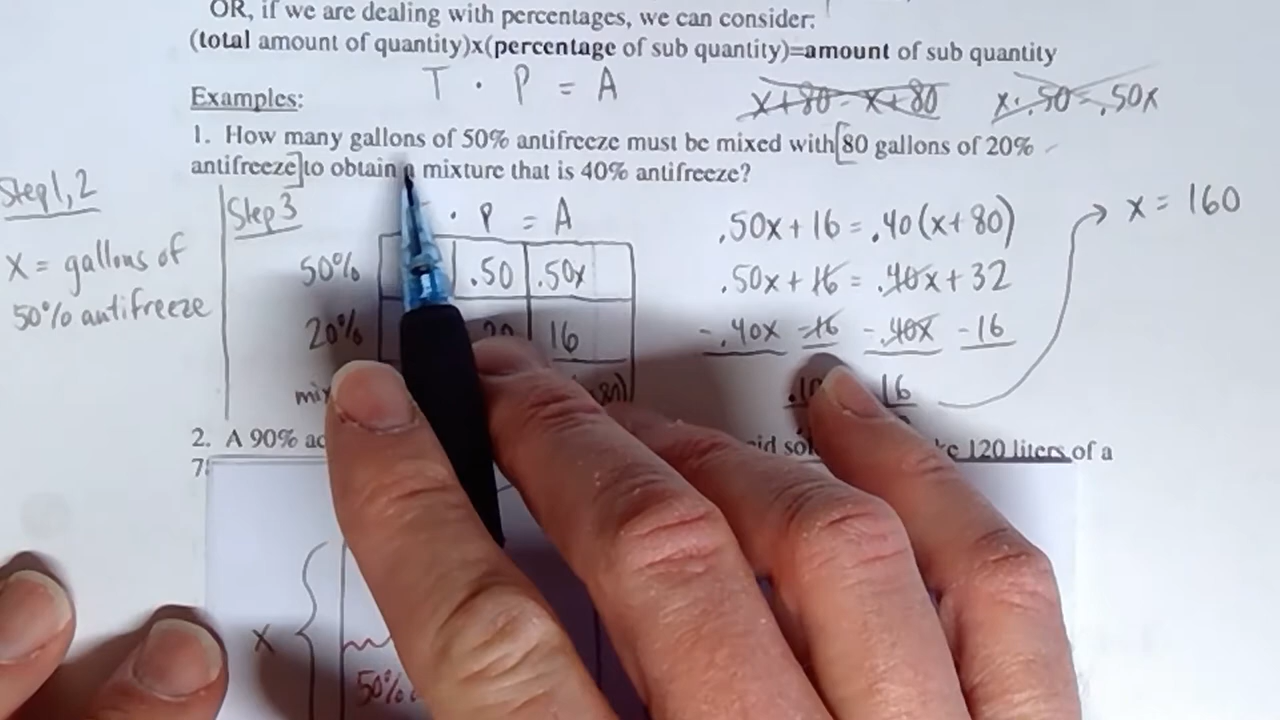 OR, if we are dealing with percentages, we can consider:
(total amount of quantity)x(percentage of sub quantity)=amount of sub quantity
T · P = A
Examples:
x+80 = x+80
x · .50 = .50x
1. How many gallons of 50% antifreeze must be mixed with [80 gallons of 20%
antifreeze] to obtain a mixture that is 40% antifreeze?
Step 1, 2
x = gallons of
50% antifreeze
Step 3
· P = A
50% .50 .50x
20% .20 16
80)
.50x + 16 = .40(x+80)
.50x + 16 = .40x + 32
- .40x - 16 - .40x - 16
16
x = 160
2. A 90% 120 liters of a
x
50%